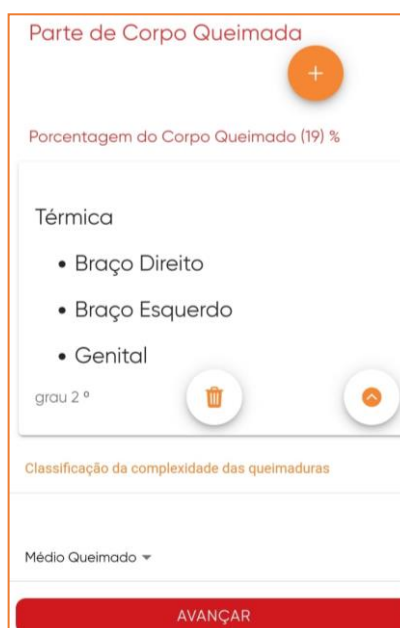 Parte de Corpo Queimada
+
Porcentagem do Corpo Queimado (19) %
Térmica
• Braço Direito
• Braço Esquerdo
• Genital
grau 2 º
Classificação da complexidade das queimaduras
Médio Queimado
AVANÇAR